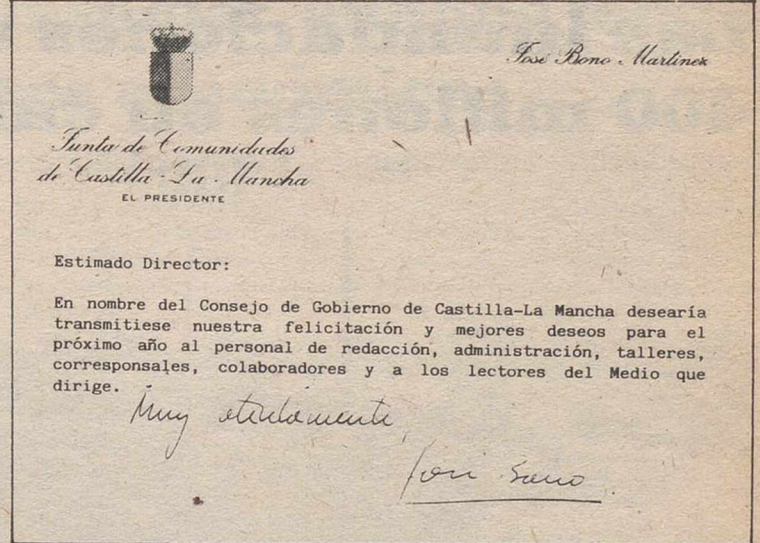 José Bono Martínez
Junta de Comunidades
de Castilla-La Mancha
EL PRESIDENTE
Estimado Director:
En nombre del Consejo de Gobierno de Castilla-La Mancha desearía
transmitiese nuestra felicitación y mejores deseos para el
próximo año al personal de redacción, administración, talleres,
corresponsales, colaboradores y a los lectores del Medio que
dirige.
Muy atentamente,
José Bono